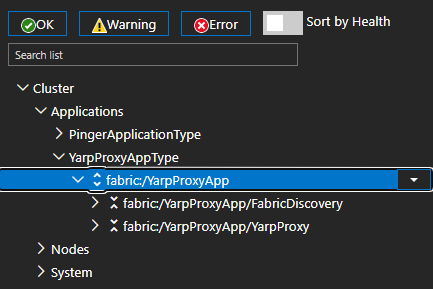 OK Warning Error Sort by Health
Search list
Cluster
Applications
PingerApplicationType
YarpProxyAppType
fabric:/YarpProxyApp
fabric:/YarpProxyApp/FabricDiscovery
fabric:/YarpProxyApp/YarpProxy
Nodes
System